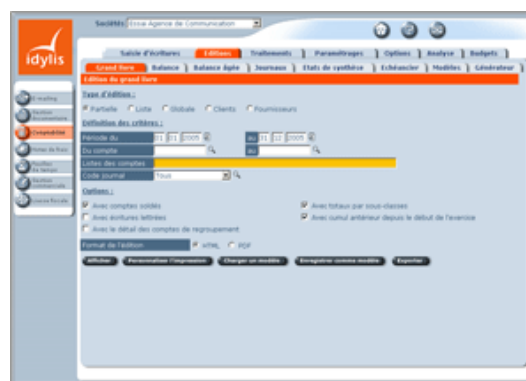 idylis
Sociétés: Essai Agence de Communication
Saisie d'écritures Editions Traitements Paramétrages Options Analyse Budgets
Grand livre Balance Balance âgée Journaux Etats de synthèse Echéancier Modèles Générateur
Edition du grand livre
E-mailing
Gestion documentaire
Comptabilité
Notes de frais
Gestion commerciale
Liasse fiscale
Type d'édition :
Partielle Liste Globale Clients Fournisseurs
Définition des critères :
Période du 01 01 2005 au 31 12 2005
Du compte au
Listes des comptes
Code journal Tous
Options :
Avec comptes soldés Avec totaux par sous-classes
Avec écritures lettrées Avec cumul antérieur depuis le début de l'exercice
Avec le détail des comptes de regroupement
Format de l'édition HTML PDF
Afficher Personnaliser l'impression Charger un modèle Enregistrer comme modèle Exporter